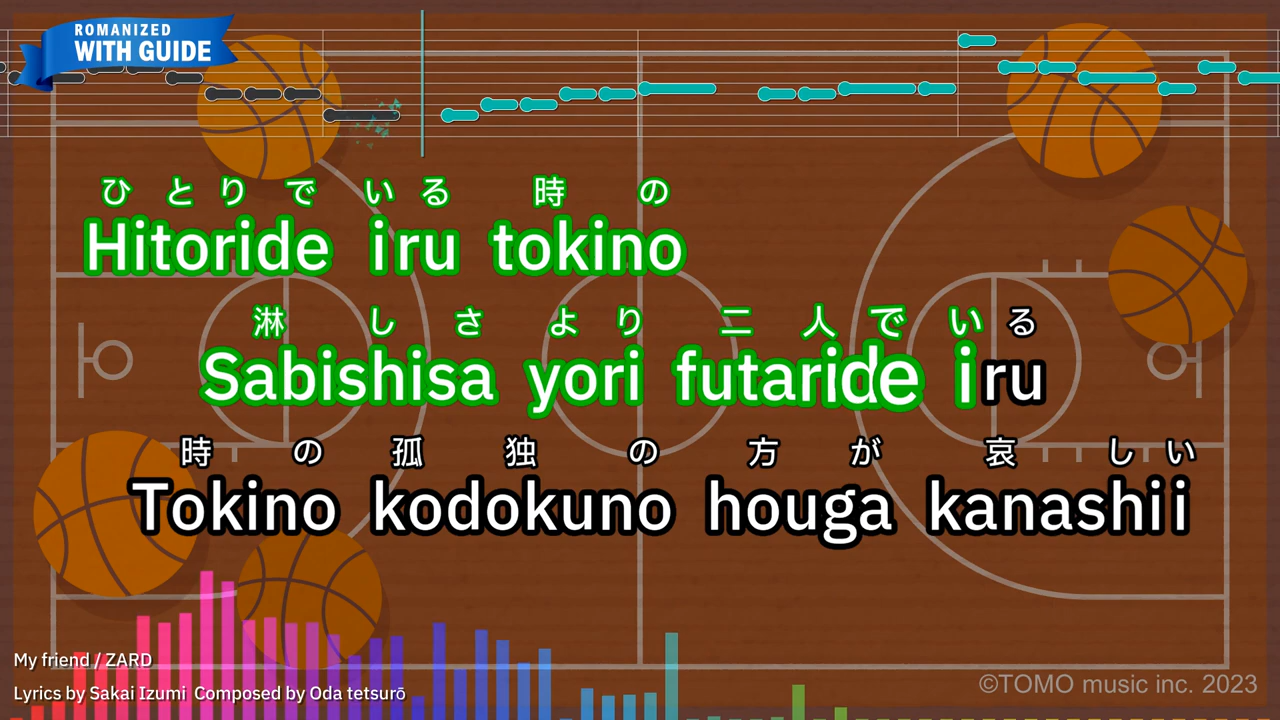 ROMANIZED
WITH GUIDE
ひとりでいる時の
Hitoride iru tokino
淋しさより二人でいる
Sabishisa yori futaride iru
時の孤独の方が哀しい
Tokino kodokuno houga kanashii
My friend / ZARD
Lyrics by Sakai Izumi Composed by Oda tetsurō
©TOMO music inc. 2023